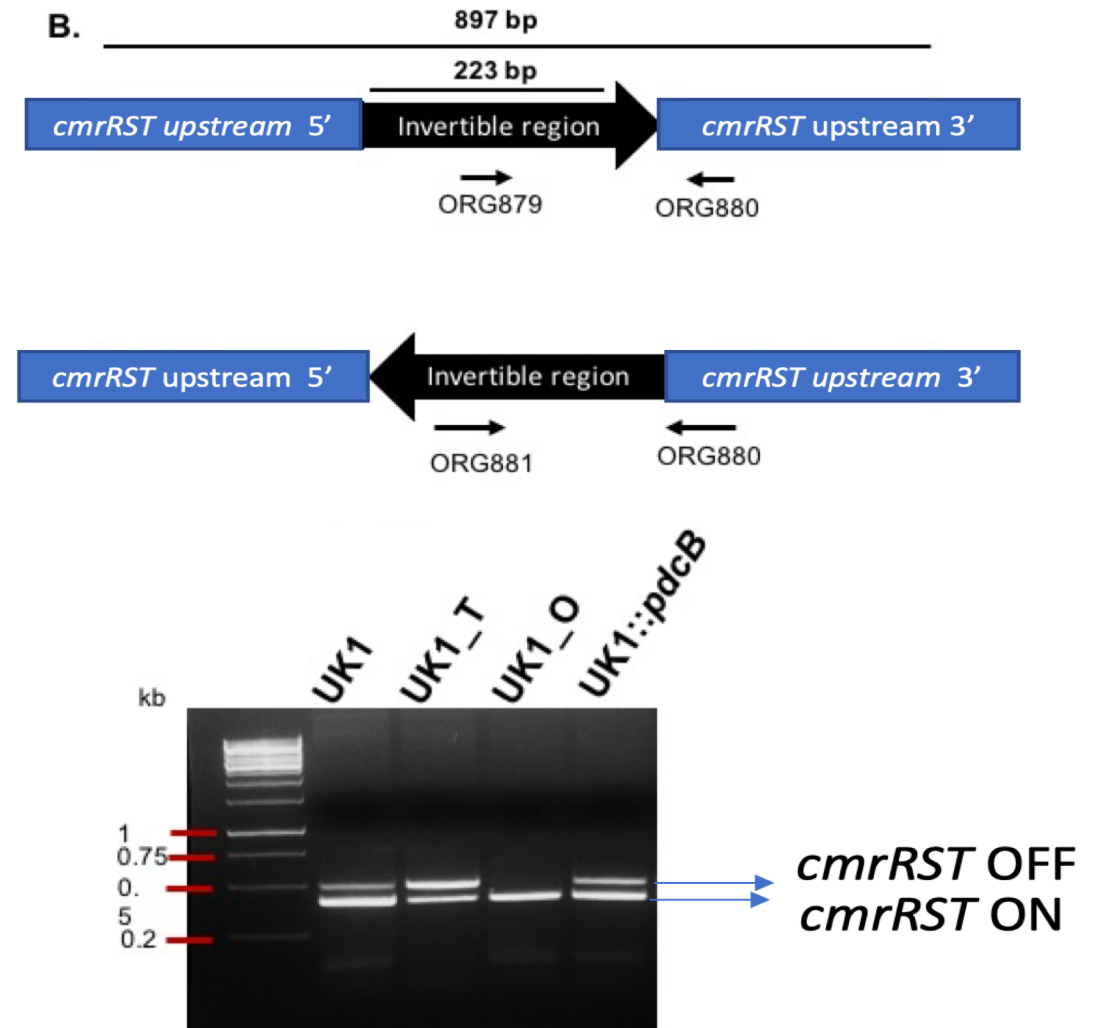 B.
897 bp
223 bp
cmrRST upstream 5’
Invertible region
cmrRST upstream 3’
ORG879
ORG880
cmrRST upstream 5’
Invertible region
cmrRST upstream 3’
ORG881
ORG880
UK1
UK1_T
UK1_O
UK1::pdcB
kb
1
0.75
0.
5
0.2
cmrRST OFF
cmrRST ON